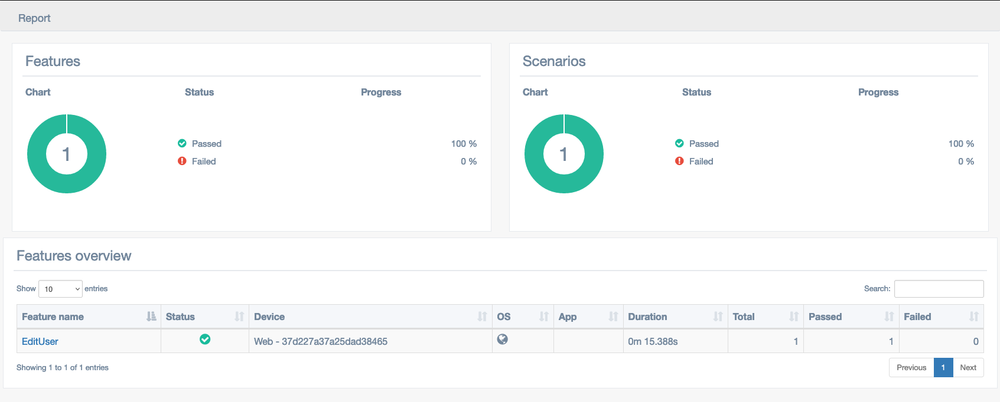 Report
Features
Chart Status Progress
1
Passed 100 %
Failed 0 %
Scenarios
Chart Status Progress
1
Passed 100 %
Failed 0 %
Features overview
Show 10 entries Search:
Feature name Status Device OS App Duration Total Passed Failed
EditUser Web - 37d227a37a25dad38465 0m 15.388s 1 1 0
Showing 1 to 1 of 1 entries Previous 1 Next